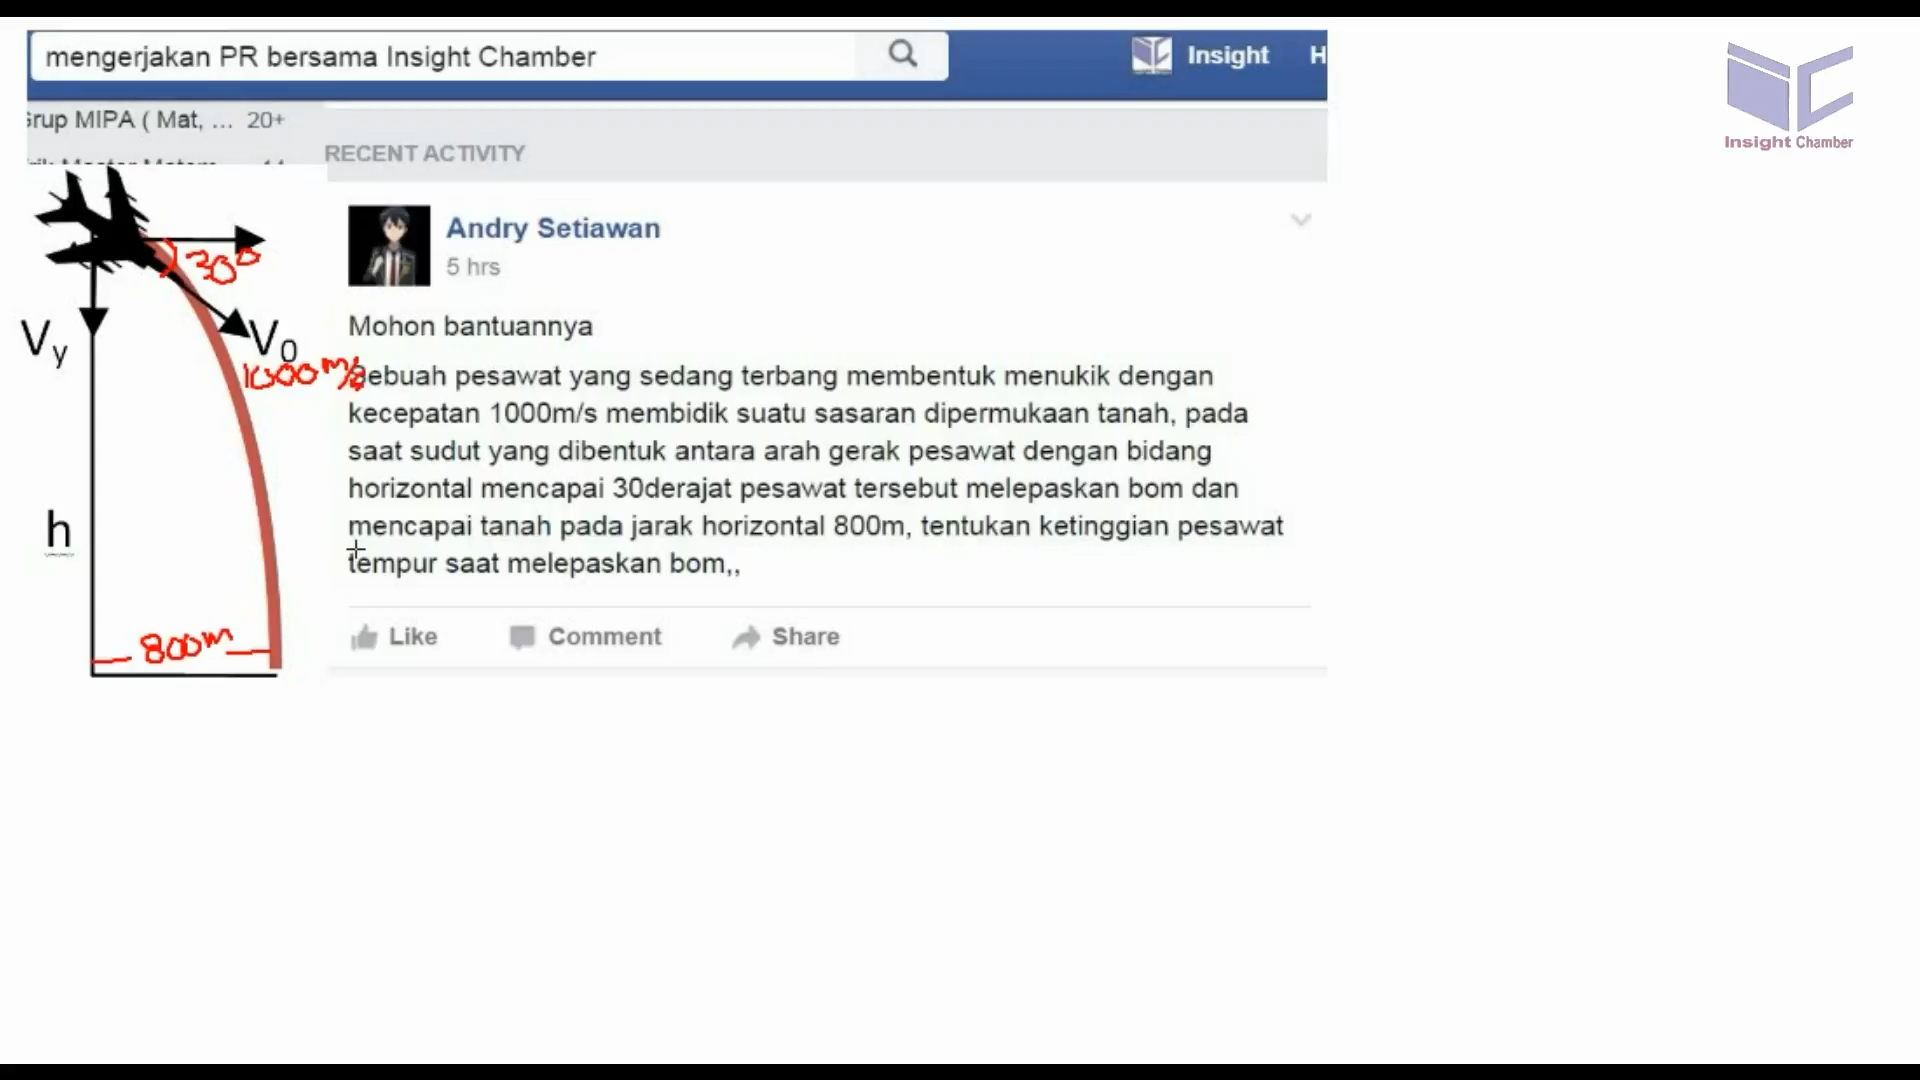 mengerjakan PR bersama Insight Chamber
Insight H
Grup MIPA ( Mat, ... 20+
RECENT ACTIVITY
Insight Chamber
Andry Setiawan
5 hrs
Mohon bantuannya
Sebuah pesawat yang sedang terbang membentuk menukik dengan
kecepatan 1000m/s membidik suatu sasaran dipermukaan tanah, pada
saat sudut yang dibentuk antara arah gerak pesawat dengan bidang
horizontal mencapai 30derajat pesawat tersebut melepaskan bom dan
mencapai tanah pada jarak horizontal 800m, tentukan ketinggian pesawat
tempur saat melepaskan bom,,
Like Comment Share
30°
Vy
V0
1000 m/s
h
800m